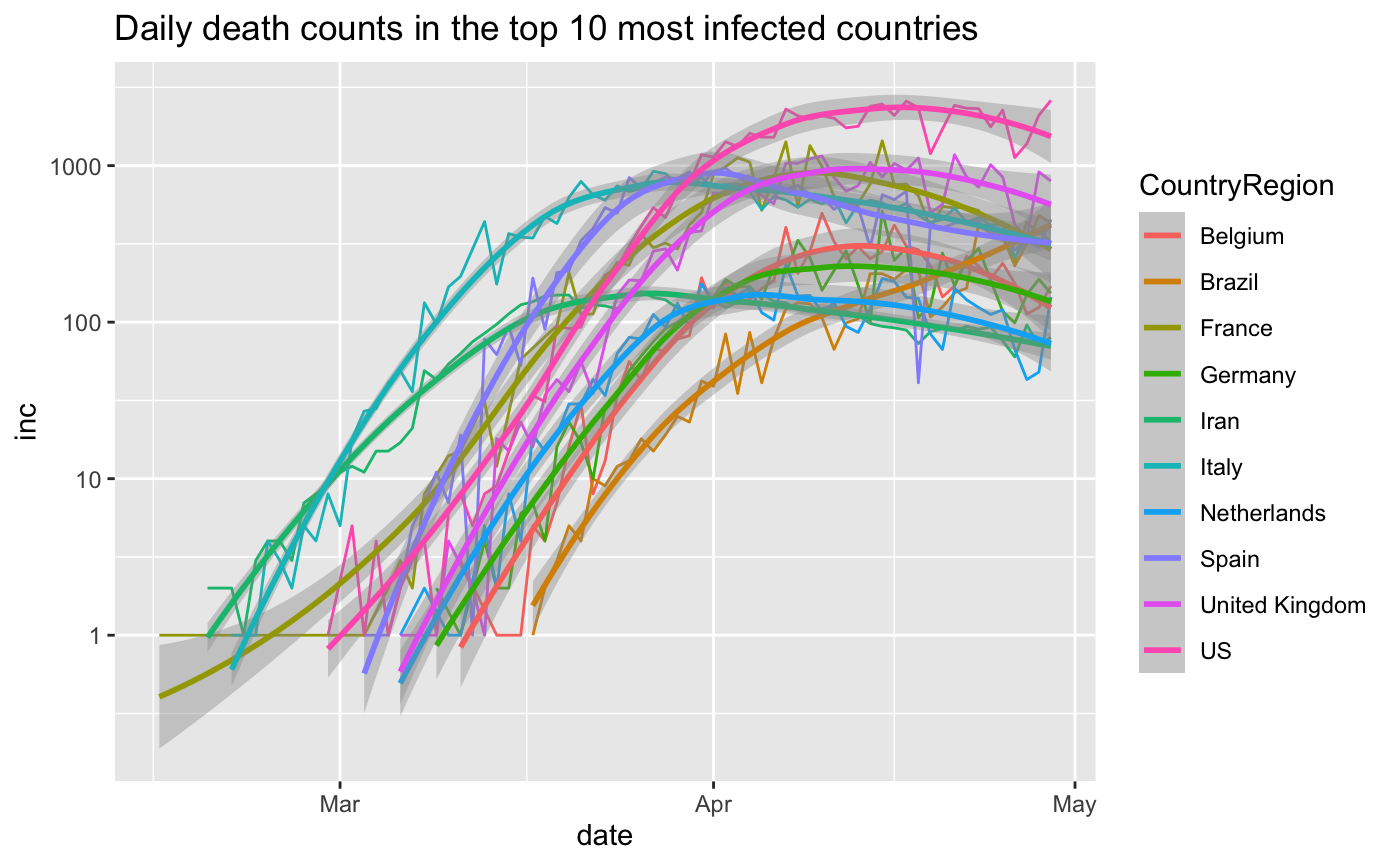 Daily death counts in the top 10 most infected countries
1000
100
10
1
inc
Mar
Apr
May
date
CountryRegion
Belgium
Brazil
France
Germany
Iran
Italy
Netherlands
Spain
United Kingdom
US